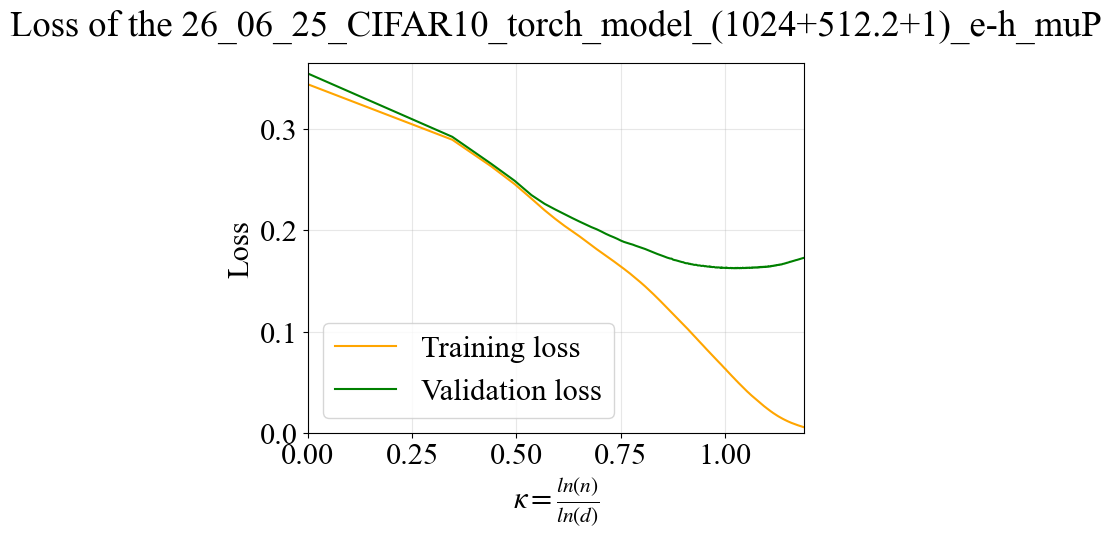 Loss of the 26_06_25_CIFAR10_torch_model_(1024+512.2+1)_e-h_muP
Loss
0.3
0.2
0.1
0.0
Training loss
Validation loss
0.00 0.25 0.50 0.75 1.00
κ = ln(n)/ln(d)